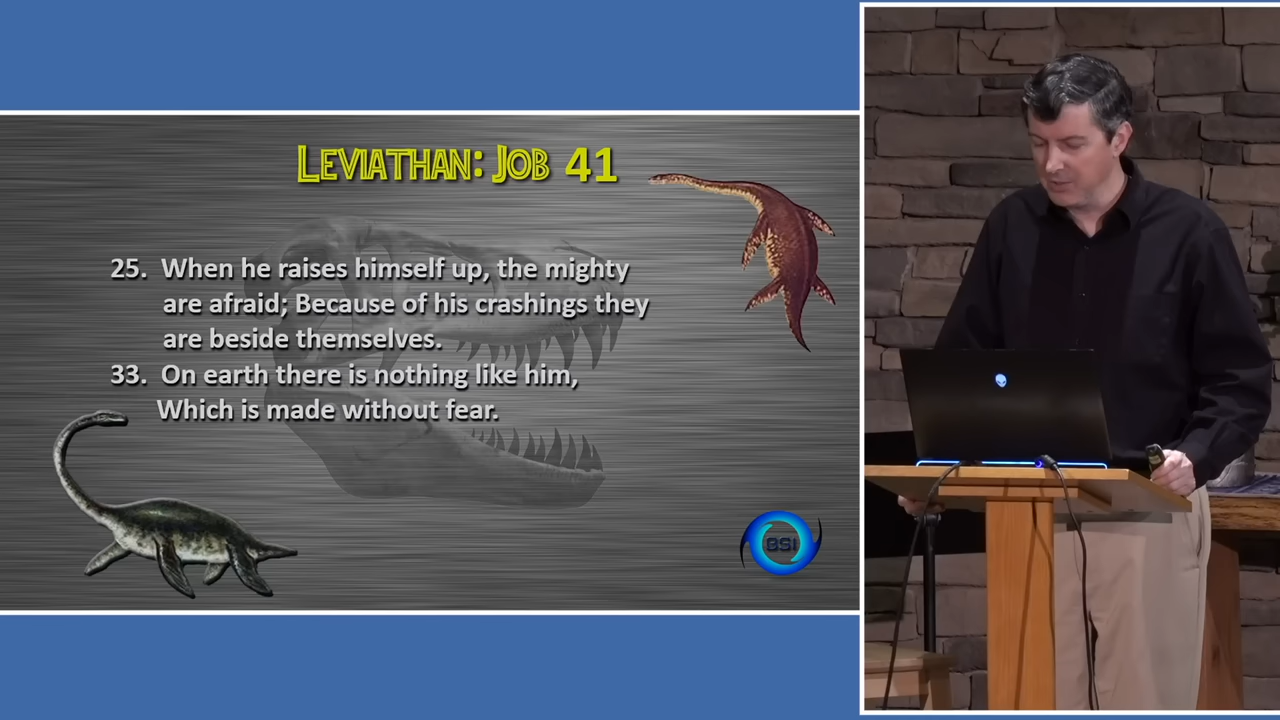 Leviathan: Job 41
25. When he raises himself up, the mighty
are afraid; Because of his crashings they
are beside themselves.
33. On earth there is nothing like him,
Which is made without fear.
BSI